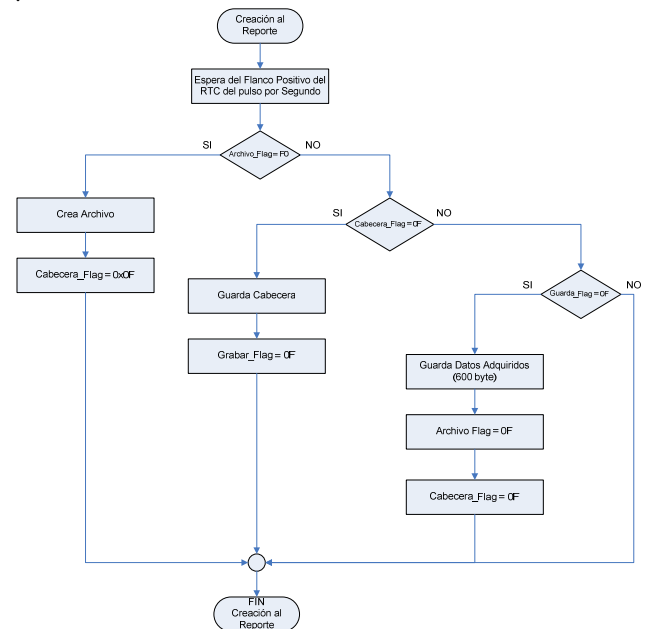 Creación al
Reporte
Espera del Flanco Positivo del
RTC del pulso por Segundo
SI
Archivo_Flag = F0
NO
Crea Archivo
Cabecera_Flag = 0x0F
SI
Cabecera_Flag = 0F
NO
Guarda Cabecera
Grabar_Flag = 0F
SI
Guarda_Flag = 0F
NO
Guarda Datos Adquiridos
(600 byte)
Archivo Flag = 0F
Cabecera_Flag = 0F
FIN
Creación al
Reporte